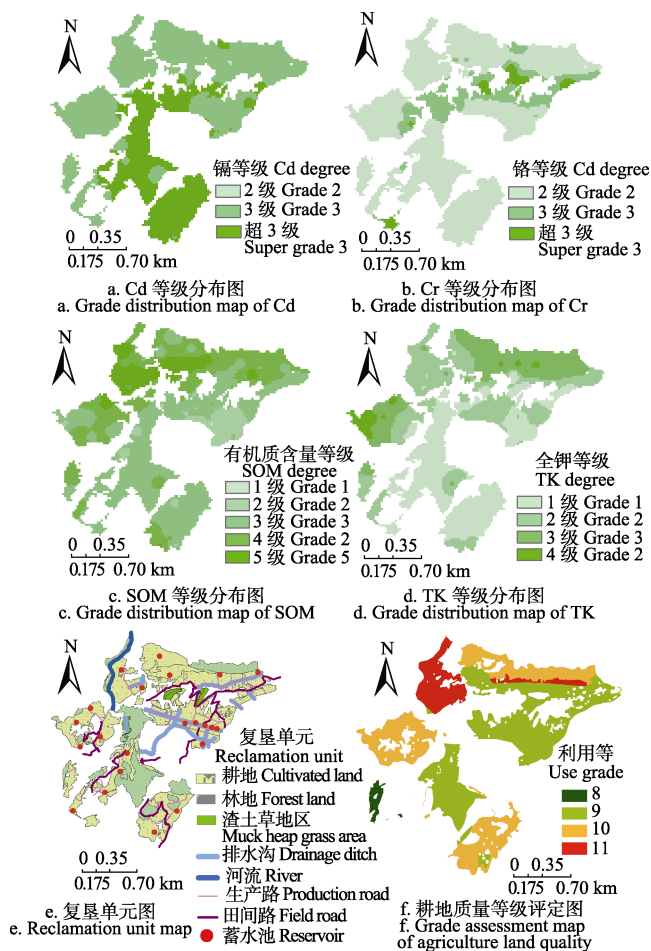 N
镉等级 Cd degree
2 级 Grade 2
3 级 Grade 3
超 3 级
Super grade 3
0 0.35
0.175 0.70 km
a. Cd 等级分布图
a. Grade distribution map of Cd
N
铬等级 Cd degree
2 级 Grade 2
3 级 Grade 3
超 3 级
Super grade 3
0 0.35
0.175 0.70 km
b. Cr 等级分布图
b. Grade distribution map of Cr
N
有机质含量等级
SOM degree
1 级 Grade 1
2 级 Grade 2
3 级 Grade 3
4 级 Grade 2
5 级 Grade 5
0 0.35
0.175 0.70 km
c. SOM 等级分布图
c. Grade distribution map of SOM
N
全钾等级
TK degree
1 级 Grade 1
2 级 Grade 2
3 级 Grade 3
4 级 Grade 2
0 0.35
0.175 0.70 km
d. TK 等级分布图
d. Grade distribution map of TK
N
复垦单元
Reclamation unit
耕地 Cultivated land
林地 Forest land
渣土草地区
Muck heap grass area
排水沟 Drainage ditch
河流 River
生产路 Production road
田间路 Field road
蓄水池 Reservoir
0 0.35
0.175 0.70 km
e. 复垦单元图
e. Reclamation unit map
N
利用等
Use grade
8
9
10
11
0 0.35
0.175 0.70 km
f. 耕地质量等级评定图
f. Grade assessment map
of agriculture land quality